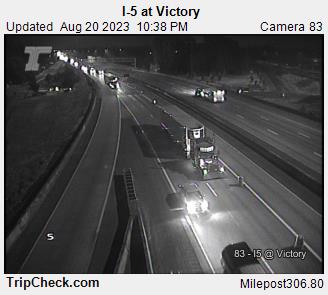 I-5 at Victory
Updated Aug 20 2023 10:38 PM Camera 83
S
83 - I5 @ Victory
TripCheck.com Milepost306.80